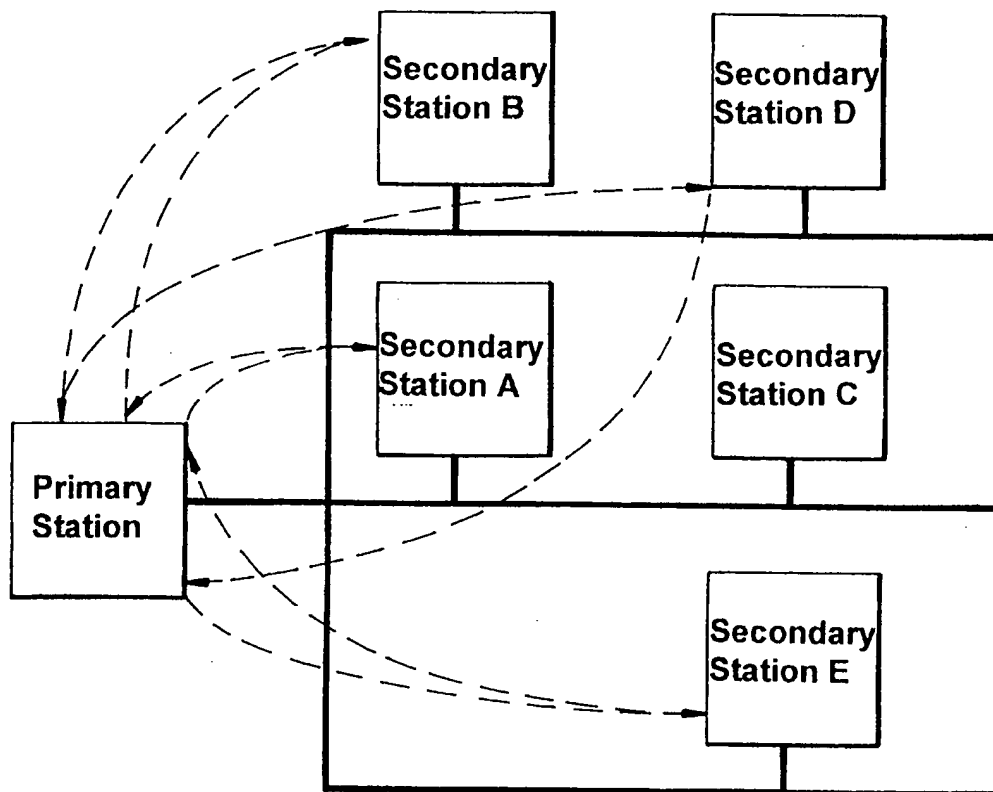 Secondary
Station B
Secondary
Station D
Secondary
Station A
Secondary
Station C
Primary
Station
Secondary
Station E